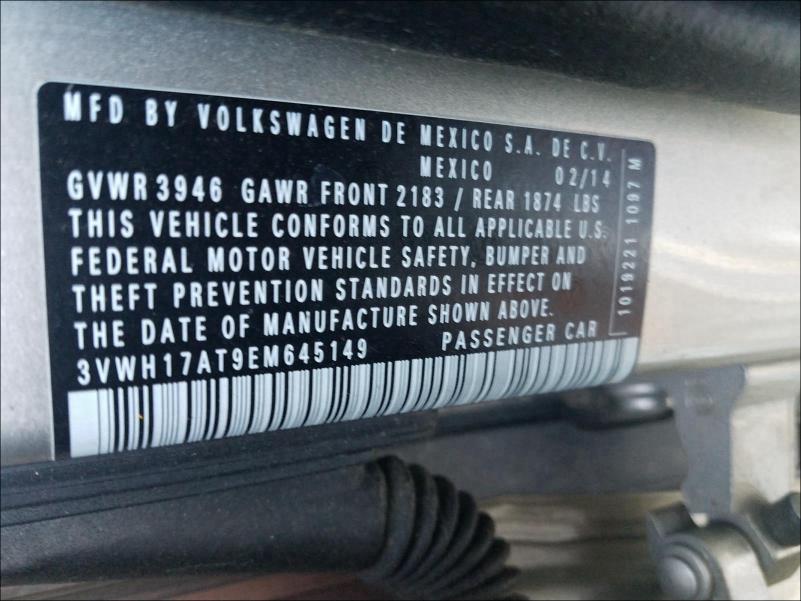 MFD BY VOLKSWAGEN DE MEXICO S.A. DE C.V.
MEXICO 02/14
GVWR 3946 GAWR FRONT 2183 / REAR 1874 LBS
THIS VEHICLE CONFORMS TO ALL APPLICABLE U.S.
FEDERAL MOTOR VEHICLE SAFETY, BUMPER AND
THEFT PREVENTION STANDARDS IN EFFECT ON
THE DATE OF MANUFACTURE SHOWN ABOVE.
3VWH17AT9EM645149 PASSENGER CAR
1019221 1097 M